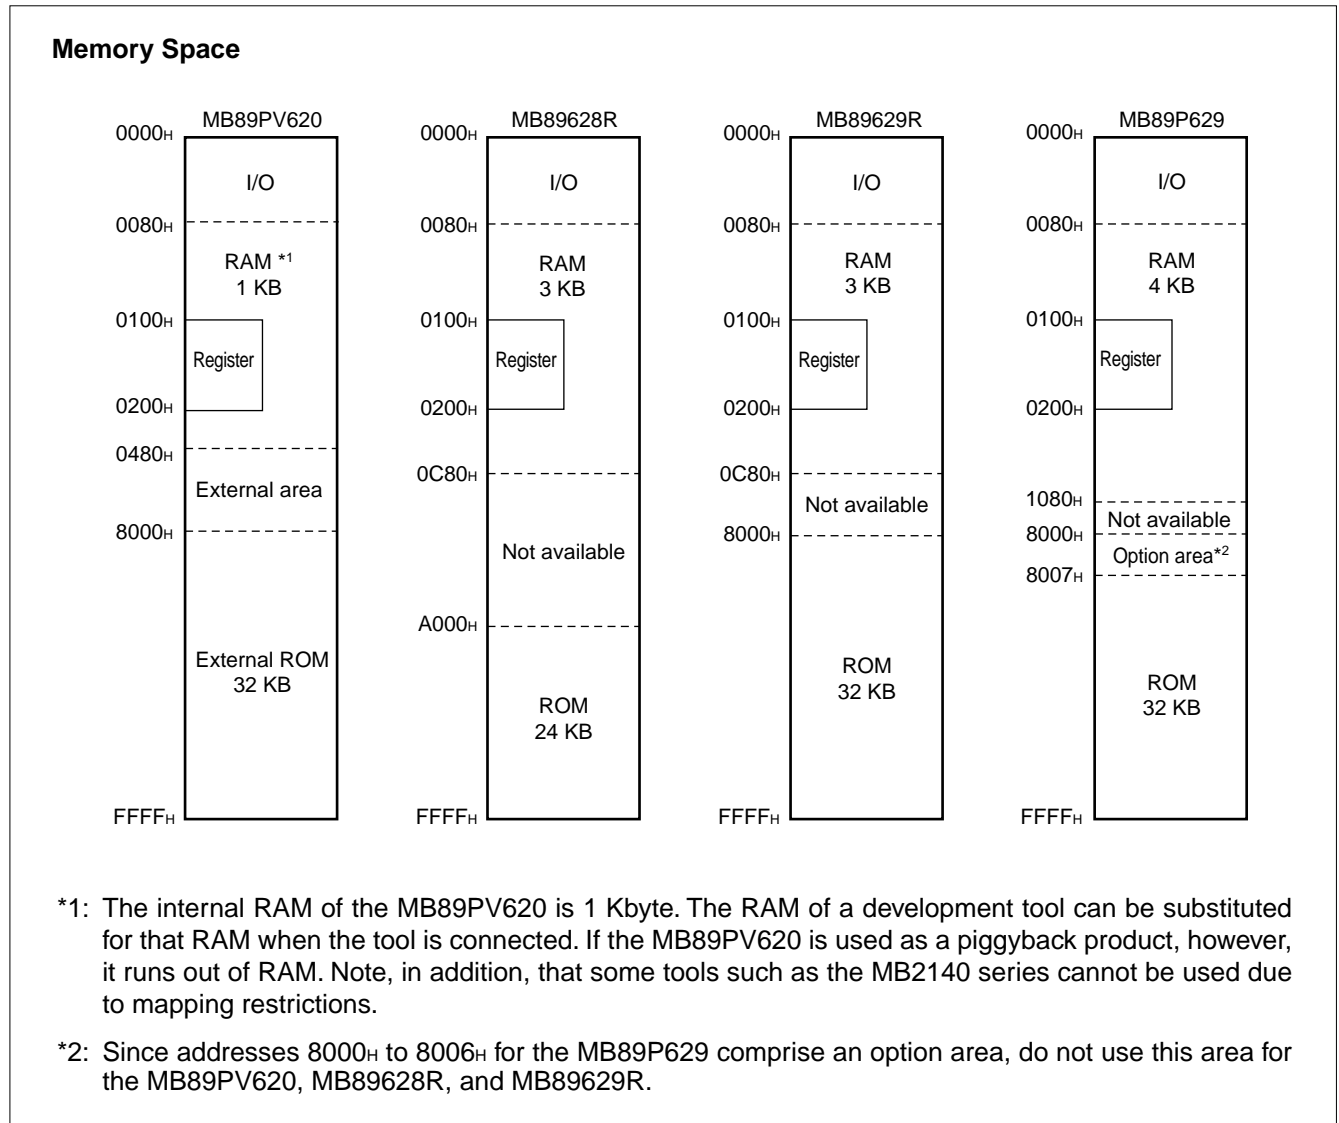 Memory Space
MB89PV620
0000H
I/O
0080H
RAM *1
1 KB
0100H
Register
0200H
0480H
External area
8000H
External ROM
32 KB
FFFFH
MB89628R
0000H
I/O
0080H
RAM
3 KB
0100H
Register
0200H
0C80H
Not available
A000H
ROM
24 KB
FFFFH
MB89629R
0000H
I/O
0080H
RAM
3 KB
0100H
Register
0200H
0C80H
Not available
8000H
ROM
32 KB
FFFFH
MB89P629
0000H
I/O
0080H
RAM
4 KB
0100H
Register
0200H
1080H
Not available
8000H
Option area*2
8007H
ROM
32 KB
FFFFH
*1: The internal RAM of the MB89PV620 is 1 Kbyte. The RAM of a development tool can be substituted
for that RAM when the tool is connected. If the MB89PV620 is used as a piggyback product, however,
it runs out of RAM. Note, in addition, that some tools such as the MB2140 series cannot be used due
to mapping restrictions.
*2: Since addresses 8000H to 8006H for the MB89P629 comprise an option area, do not use this area for
the MB89PV620, MB89628R, and MB89629R.